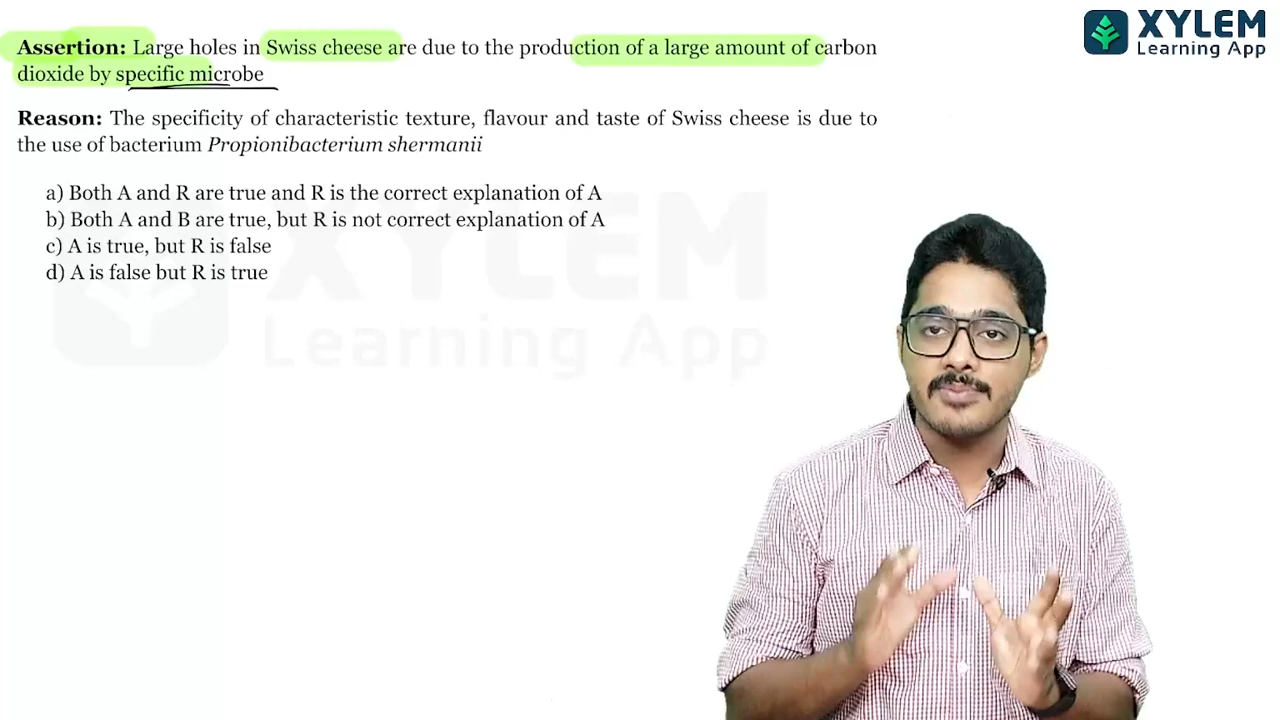 XYLEM
Learning App
Assertion: Large holes in Swiss cheese are due to the production of a large amount of carbon
dioxide by specific microbe
Reason: The specificity of characteristic texture, flavour and taste of Swiss cheese is due to
the use of bacterium Propionibacterium shermanii
a) Both A and R are true and R is the correct explanation of A
b) Both A and B are true, but R is not correct explanation of A
c) A is true, but R is false
d) A is false but R is true
XYLEM
Learning App